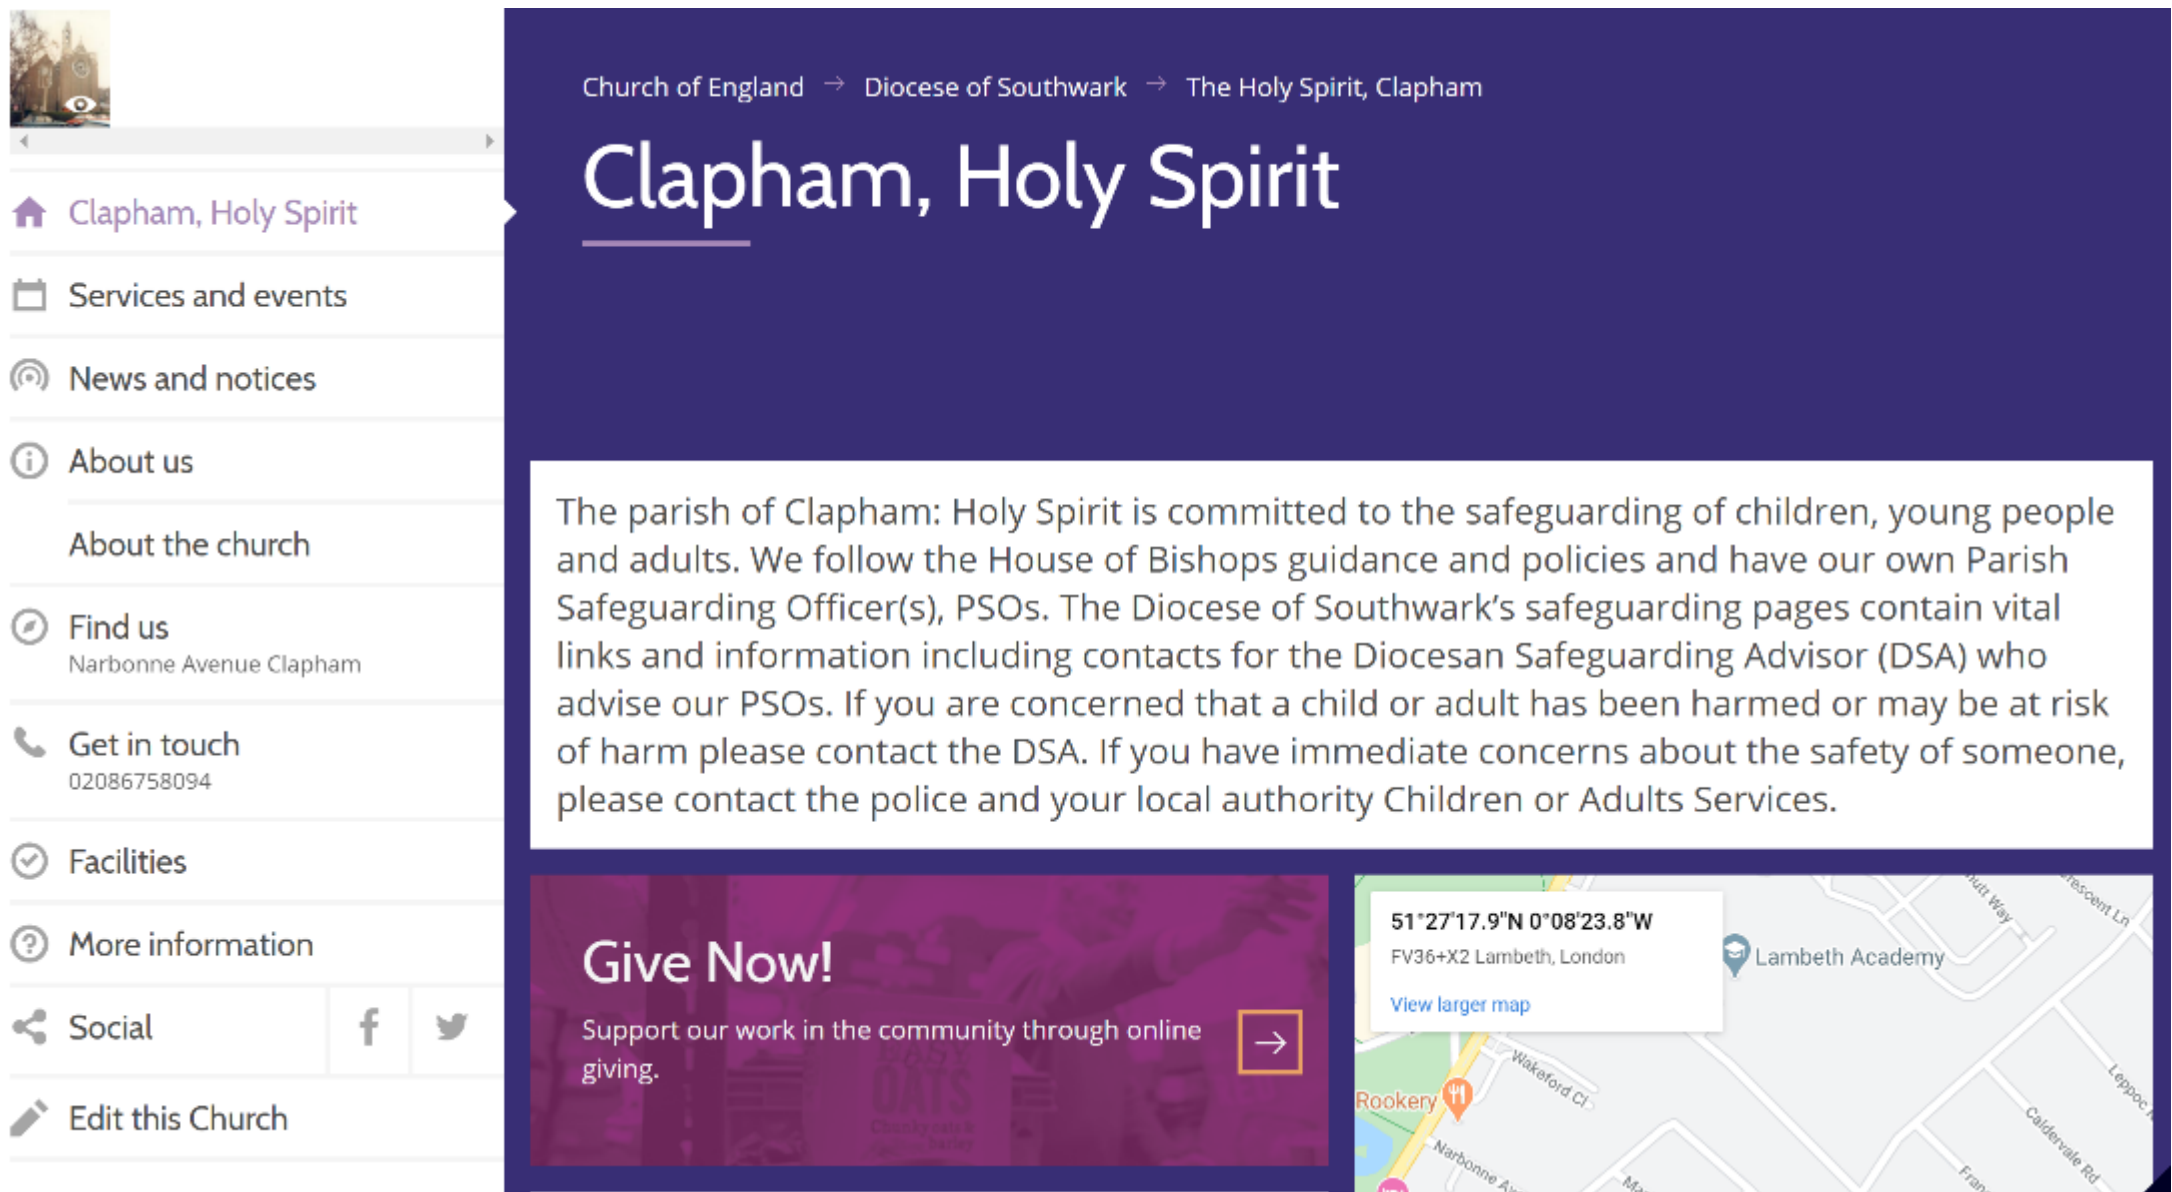 Clapham, Holy Spirit
Services and events
News and notices
About us
About the church
Find us
Narbonne Avenue Clapham
Get in touch
02086758094
Facilities
More information
Social
Edit this Church
Church of England → Diocese of Southwark → The Holy Spirit, Clapham
Clapham, Holy Spirit
The parish of Clapham: Holy Spirit is committed to the safeguarding of children, young people
and adults. We follow the House of Bishops guidance and policies and have our own Parish
Safeguarding Officer(s), PSOs. The Diocese of Southwark’s safeguarding pages contain vital
links and information including contacts for the Diocesan Safeguarding Advisor (DSA) who
advise our PSOs. If you are concerned that a child or adult has been harmed or may be at risk
of harm please contact the DSA. If you have immediate concerns about the safety of someone,
please contact the police and your local authority Children or Adults Services.
Give Now!
Support our work in the community through online
giving.
EASY
OATS
51°27'17.9"N 0°08'23.8"W
FV36+X2 Lambeth, London
View larger map
Lambeth Academy
Rookery
Wakeford Cl
Narbonne
Caldervale Rd
Leppoc